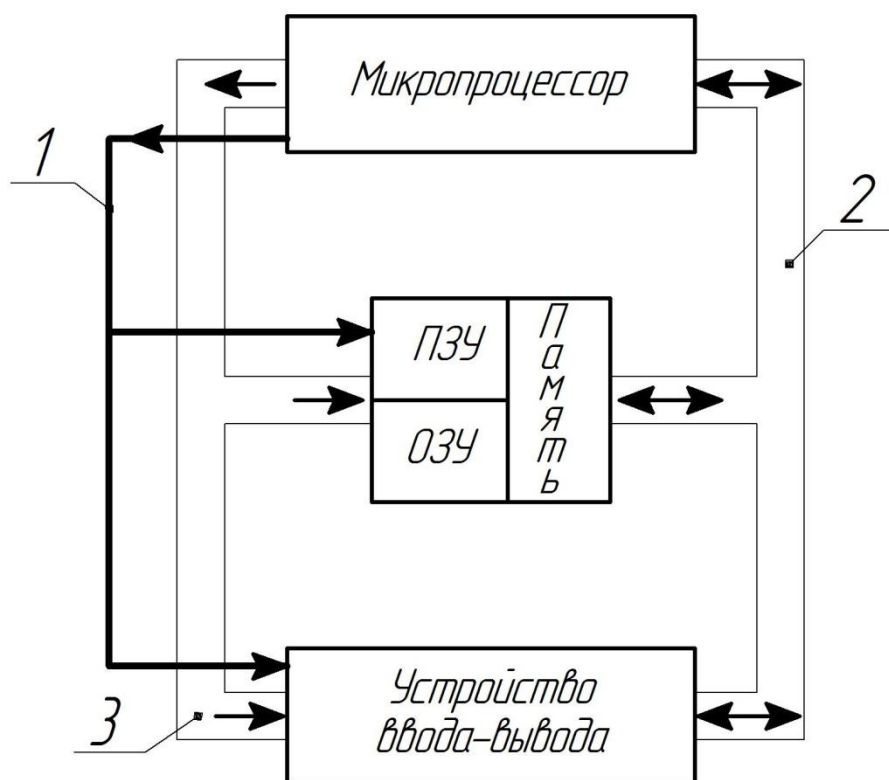 Микропроцессор
1
2
ПЗУ
Память
ОЗУ
Устройство
ввода-вывода
3